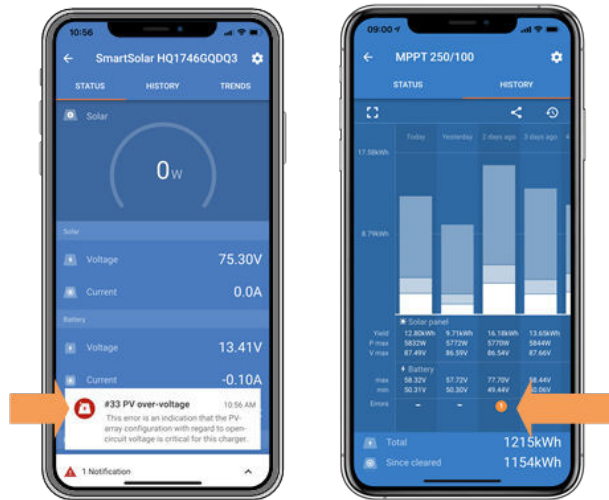 10:56
SmartSolar HQ1746GQDQ3
STATUS HISTORY TRENDS
Solar
0W
Solar
Voltage 75.30V
Current 0.0A
Battery
Voltage 13.41V
Current -0.10A
#33 PV over-voltage 10:56 AM
This error is an indication that the PV-
array configuration with regard to open-
circuit voltage is critical for this charger.
1 Notification
09:00
MPPT 250/100
STATUS HISTORY
Today Yesterday 2 days ago 3 days ago 4
17.58kWh
8.79kWh
Solar panel
Yield 12.80kWh 9.71kWh 16.18kWh 13.65kWh
P max 5832W 5772W 5770W 5844W
V max 87.49V 86.59V 86.54V 87.66V
Battery
max 58.32V 57.72V 77.70V 58.44V
min 50.31V 50.30V 49.44V 50.06V
Errors - - 1
Total 1215kWh
Since cleared 1154kWh